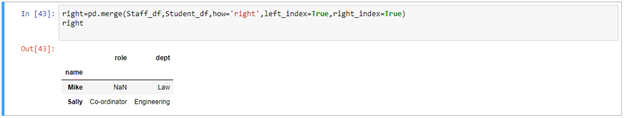 In [43]: right=pd.merge(Staff_df,Student_df,how='right',left_index=True,right_index=True)
right
Out[43]:
role dept
name
Mike NaN Law
Sally Co-ordinator Engineering